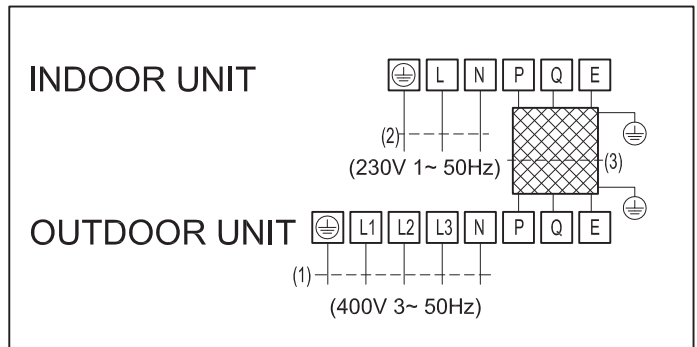 INDOOR UNIT L N P Q E
(2)
(3)
(230V 1~ 50Hz)
OUTDOOR UNIT L1 L2 L3 N P Q E
(1)
(400V 3~ 50Hz)